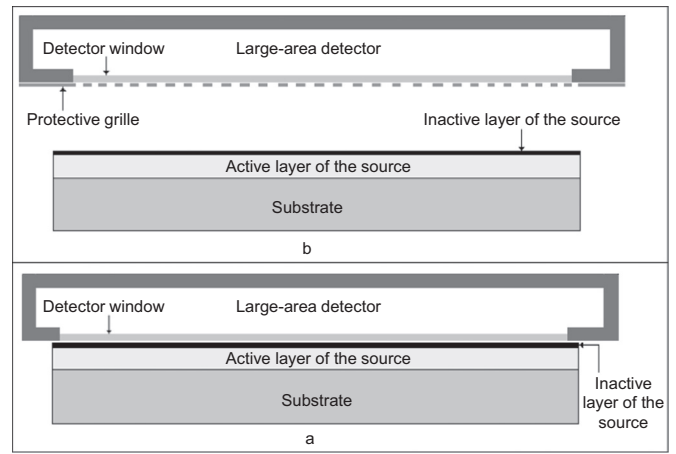 Detector window
Large-area detector
Protective grille
Inactive layer of the source
Active layer of the source
Substrate
b
Detector window
Large-area detector
Active layer of the source
Substrate
Inactive
layer of the
source
a